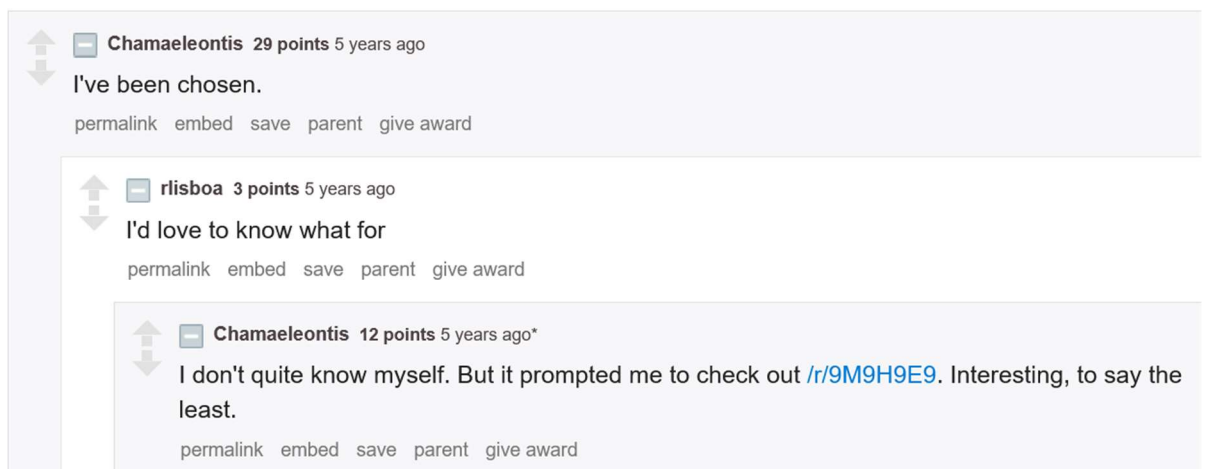 Chamaeleontis 29 points 5 years ago
I've been chosen.
permalink embed save parent give award
rlisboa 3 points 5 years ago
I'd love to know what for
permalink embed save parent give award
Chamaeleontis 12 points 5 years ago*
I don't quite know myself. But it prompted me to check out /r/9M9H9E9. Interesting, to say the
least.
permalink embed save parent give award